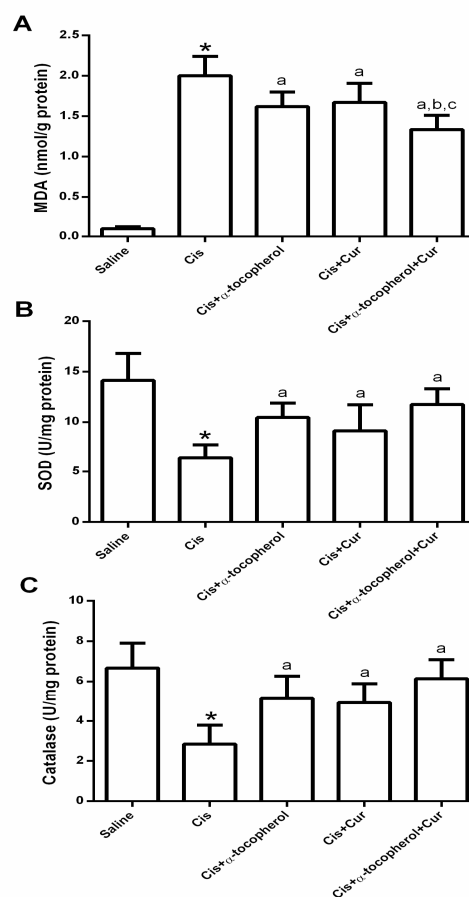 A
MDA (nmol/g protein)
2.5
2.0
1.5
1.0
0.5
0.0
*
a
a
a,b,c
Saline
Cis
Cis+α-tocopherol
Cis+Cur
Cis+α-tocopherol+Cur
B
SOD (U/mg protein)
20
15
10
5
0
*
a
a
a
Saline
Cis
Cis+α-tocopherol
Cis+Cur
Cis+α-tocopherol+Cur
C
Catalase (U/mg protein)
10
8
6
4
2
0
*
a
a
a
Saline
Cis
Cis+α-tocopherol
Cis+Cur
Cis+α-tocopherol+Cur